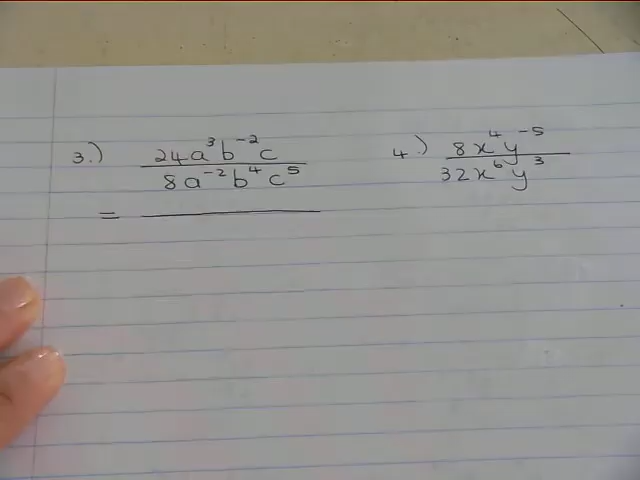 3.) 24a³b⁻²c / 8a⁻²b⁴c⁵
=
4) 8x⁴y⁻⁵ / 32x⁶y³